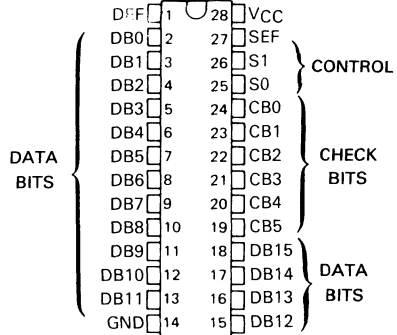 DEF 1 28 VCC
DB0 2 27 SEF
DB1 3 26 S1
DB2 4 25 S0
CONTROL
DB3 5 24 CB0
DB4 6 23 CB1
DB5 7 22 CB2
DB6 8 21 CB3
DB7 9 20 CB4
DB8 10 19 CB5
DATA BITS
CHECK BITS
DB9 11 18 DB15
DB10 12 17 DB14
DB11 13 16 DB13
GND 14 15 DB12
DATA BITS